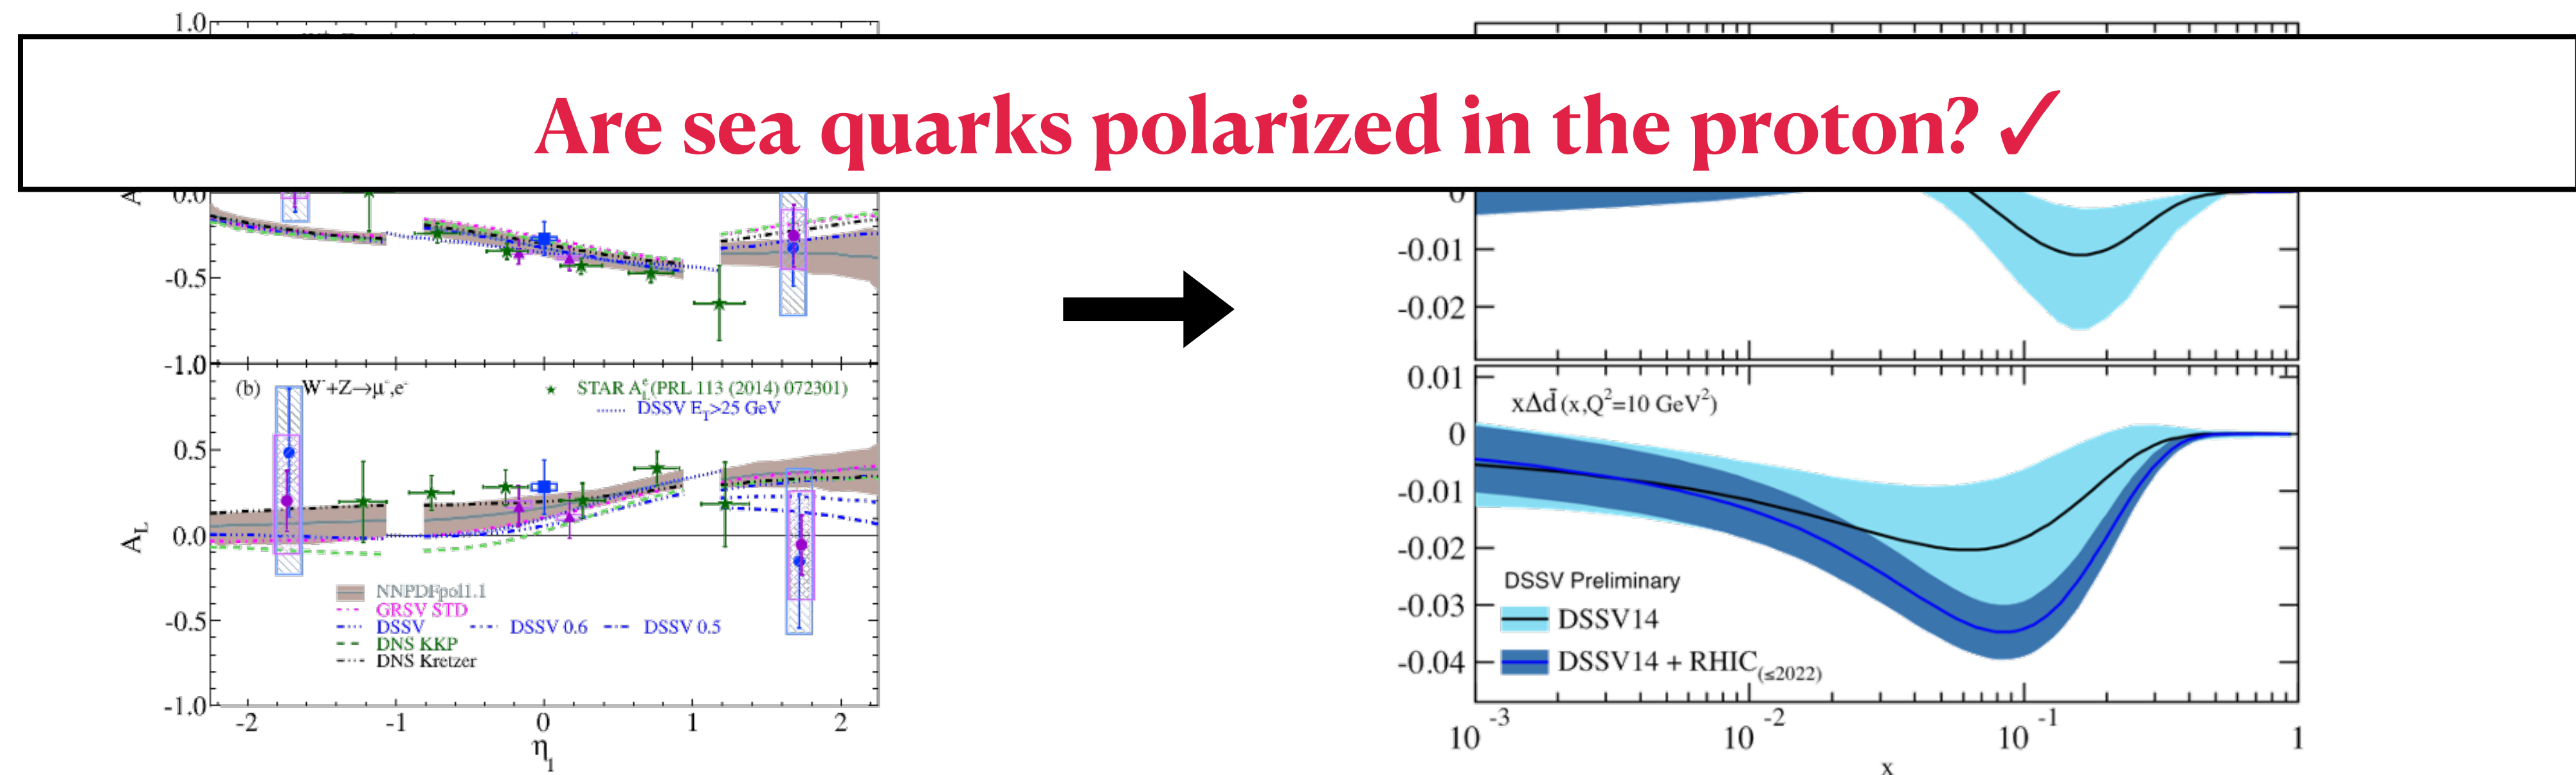 Are sea quarks polarized in the proton? ✓
1.0
0.0
-0.5
-1.0
(b) W⁻+Z→μ⁻,e⁻
STAR A_L^e (PRL 113 (2014) 072301)
DSSV E_T>25 GeV
0.5
0.0
A_L
NNPDFpol1.1
GRSV STD
DSSV DSSV 0.6 DSSV 0.5
DNS KKP
DNS Kretzer
-0.5
-1.0
-2 -1 0 1 2
η_l
0
-0.01
-0.02
0.01
xΔd̄(x,Q²=10 GeV²)
0
-0.01
-0.02
DSSV Preliminary
-0.03
DSSV14
-0.04
DSSV14 + RHIC(≤2022)
10⁻³ 10⁻² 10⁻¹ 1
x